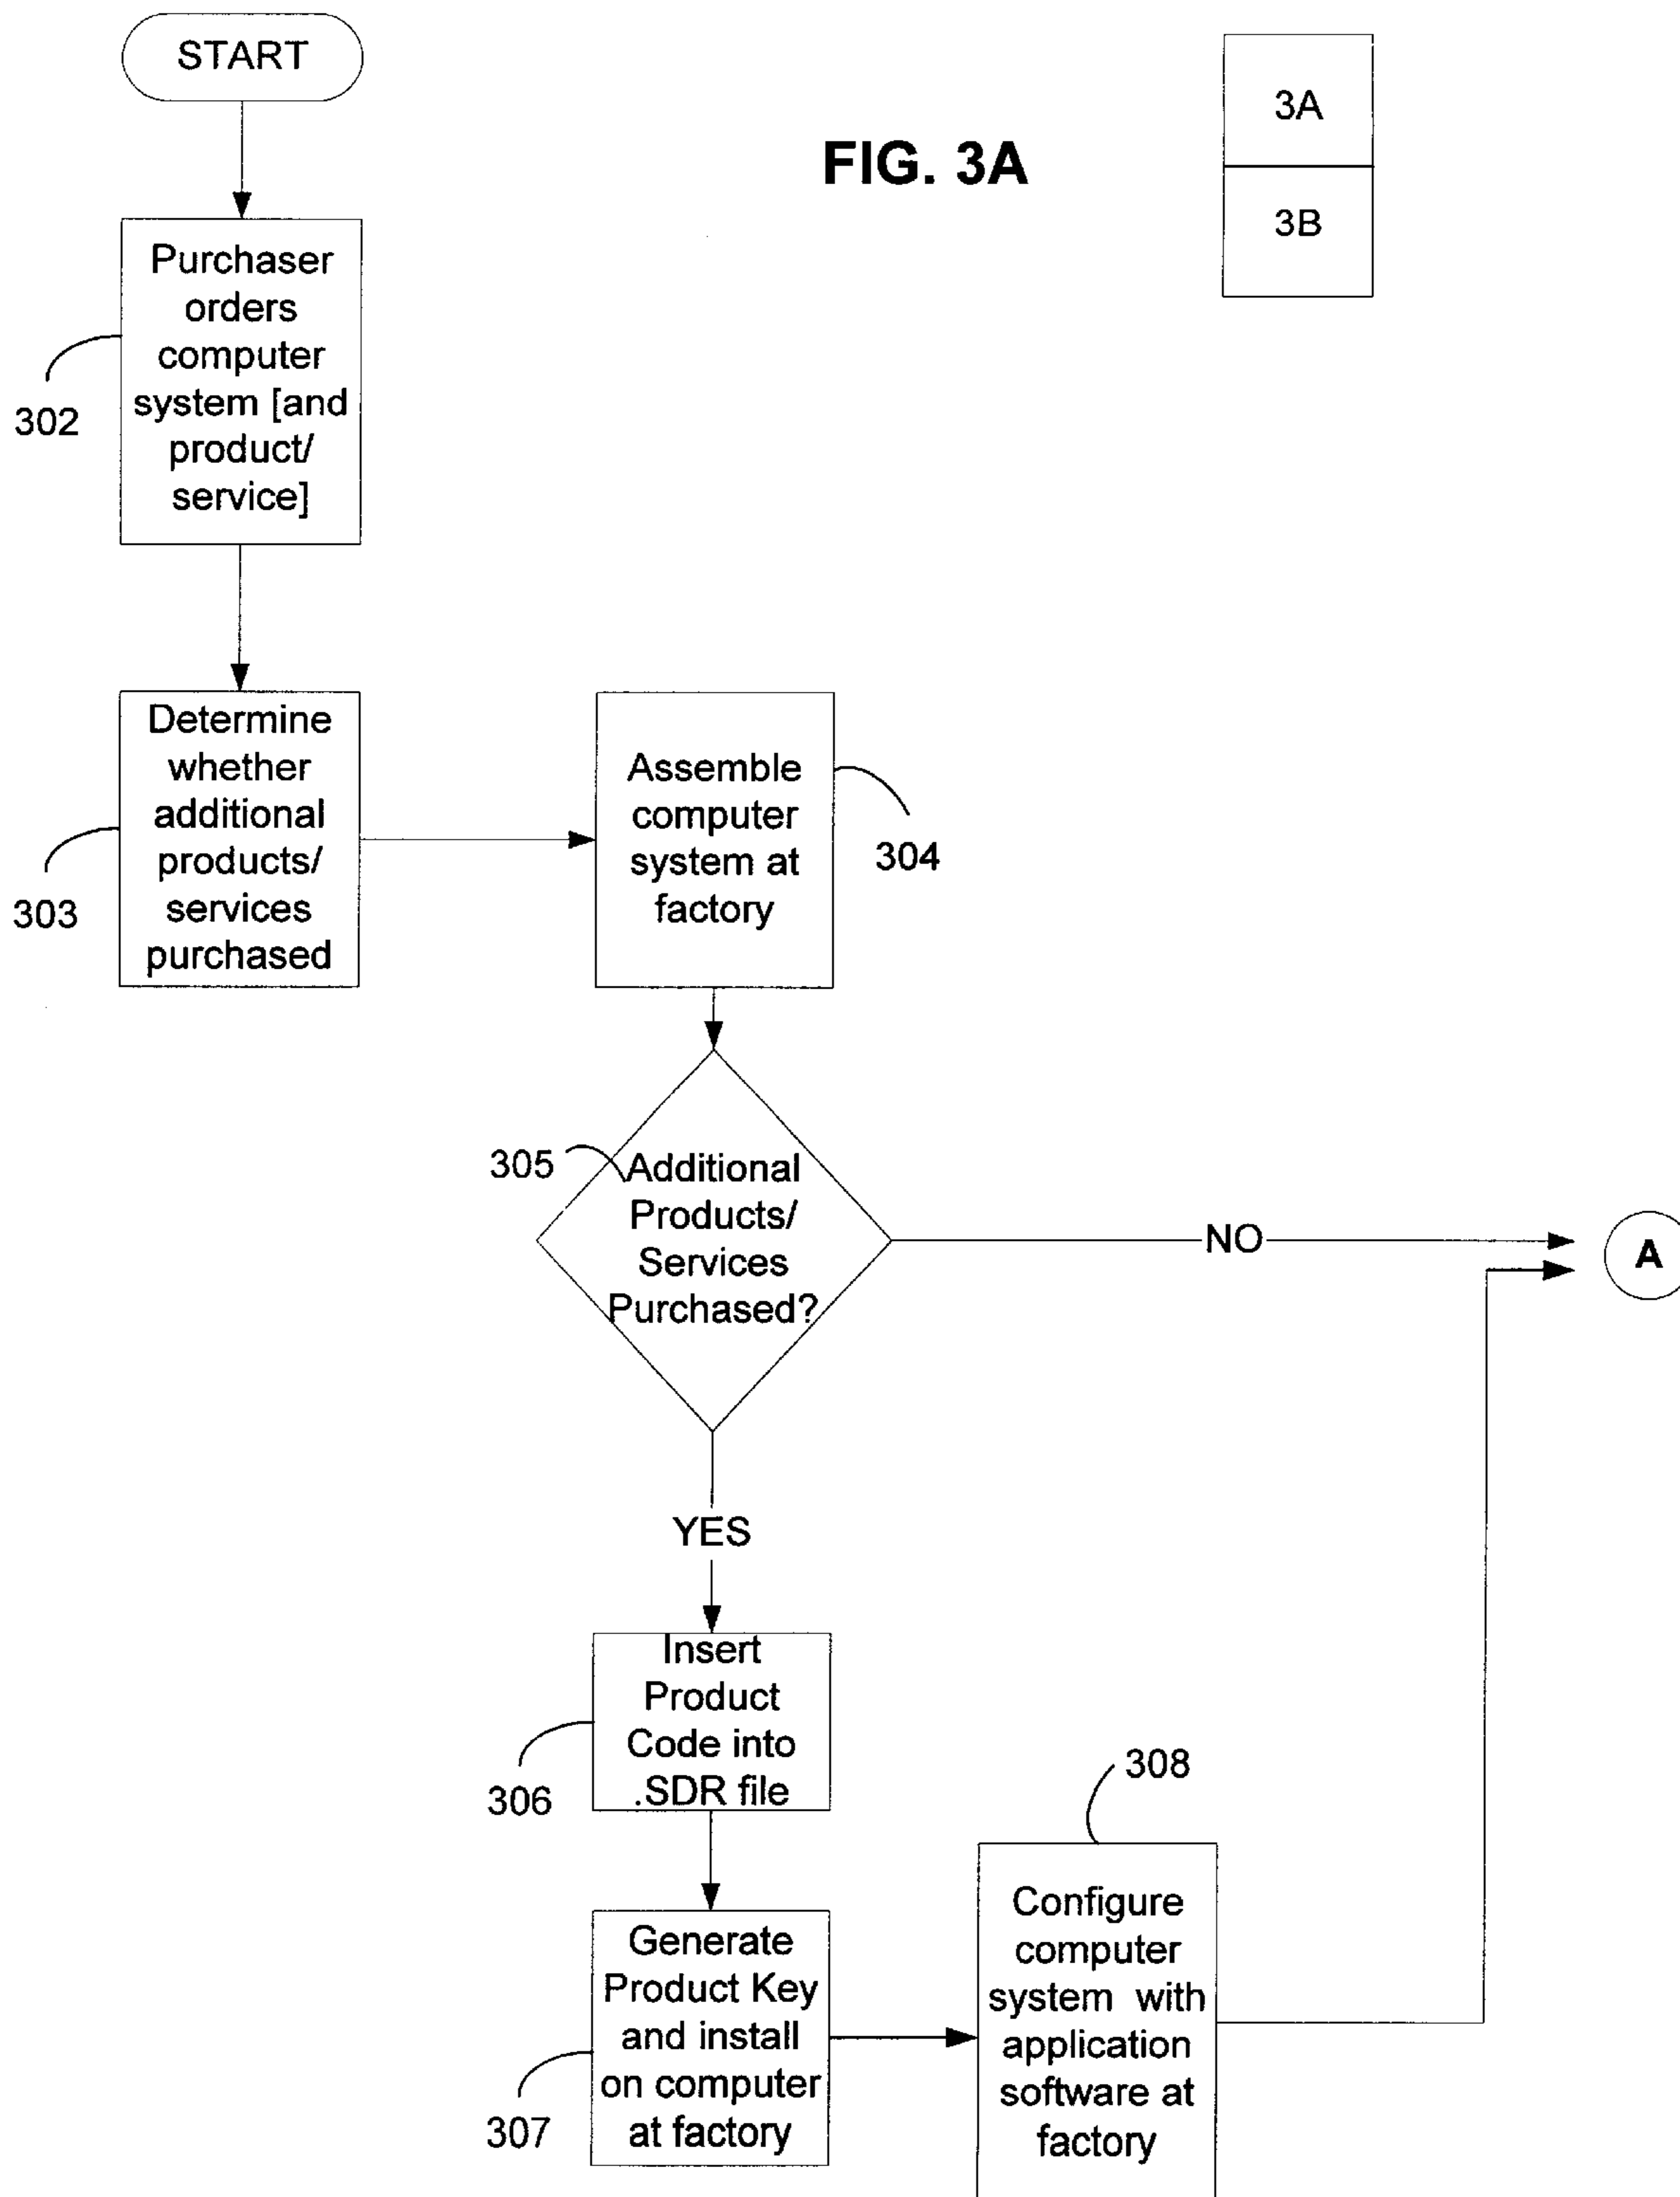 START
FIG. 3A
3A
3B
Purchaser
orders
computer
system [and
product/
service]
302
Determine
whether
additional
products/
services
purchased
303
Assemble
computer
system at
factory
304
305
Additional
Products/
Services
Purchased?
NO
A
YES
Insert
Product
Code into
.SDR file
306
308
Generate
Product Key
and install
on computer
at factory
307
Configure
computer
system with
application
software at
factory